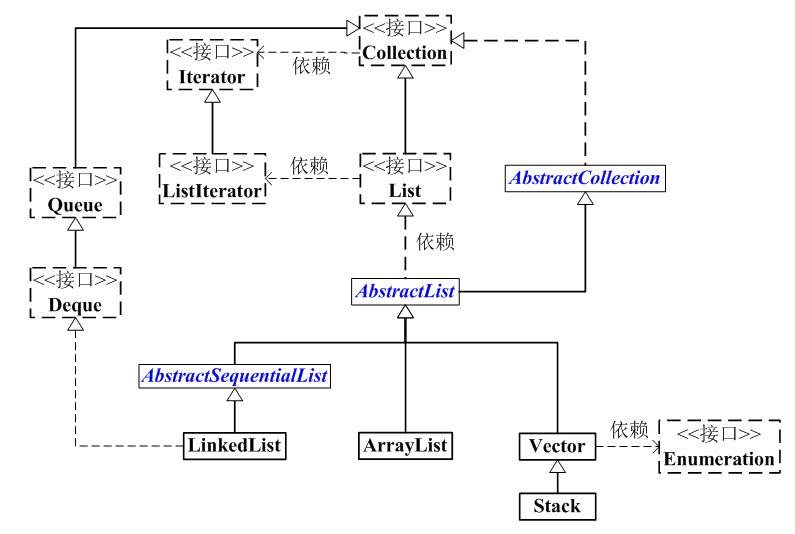 <<接口>>
Collection
<<接口>>
Iterator
依赖
<<接口>>
ListIterator
依赖
<<接口>>
List
<<接口>>
Queue
AbstractCollection
依赖
<<接口>>
Deque
AbstractList
AbstractSequentialList
LinkedList
ArrayList
Vector
依赖
<<接口>>
Enumeration
Stack